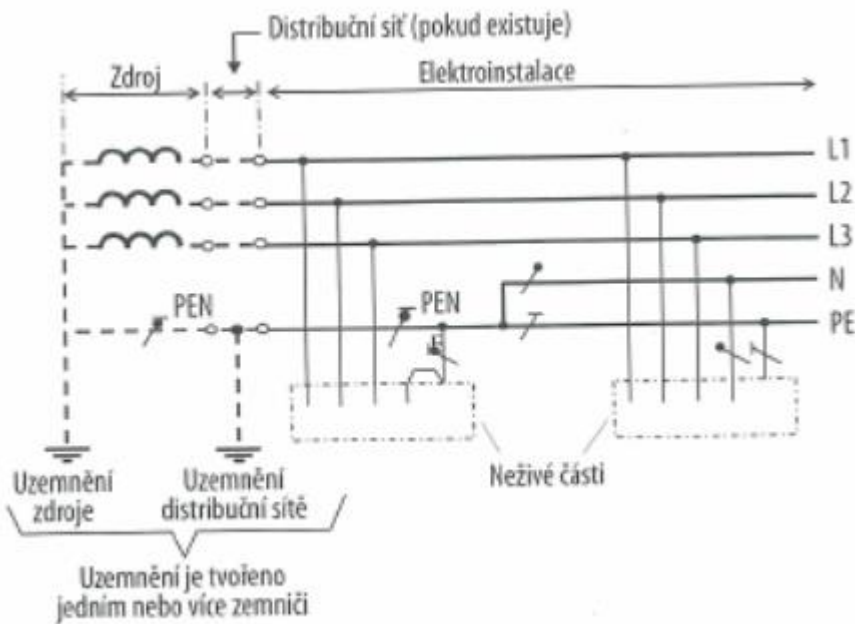 Distribuční síť (pokud existuje)
Zdroj
Elektroinstalace
L1
L2
L3
N
PEN
PEN
PE
Uzemnění
zdroje
Uzemnění
distribuční sítě
Neživé části
Uzemnění je tvořeno
jedním nebo více zemniči